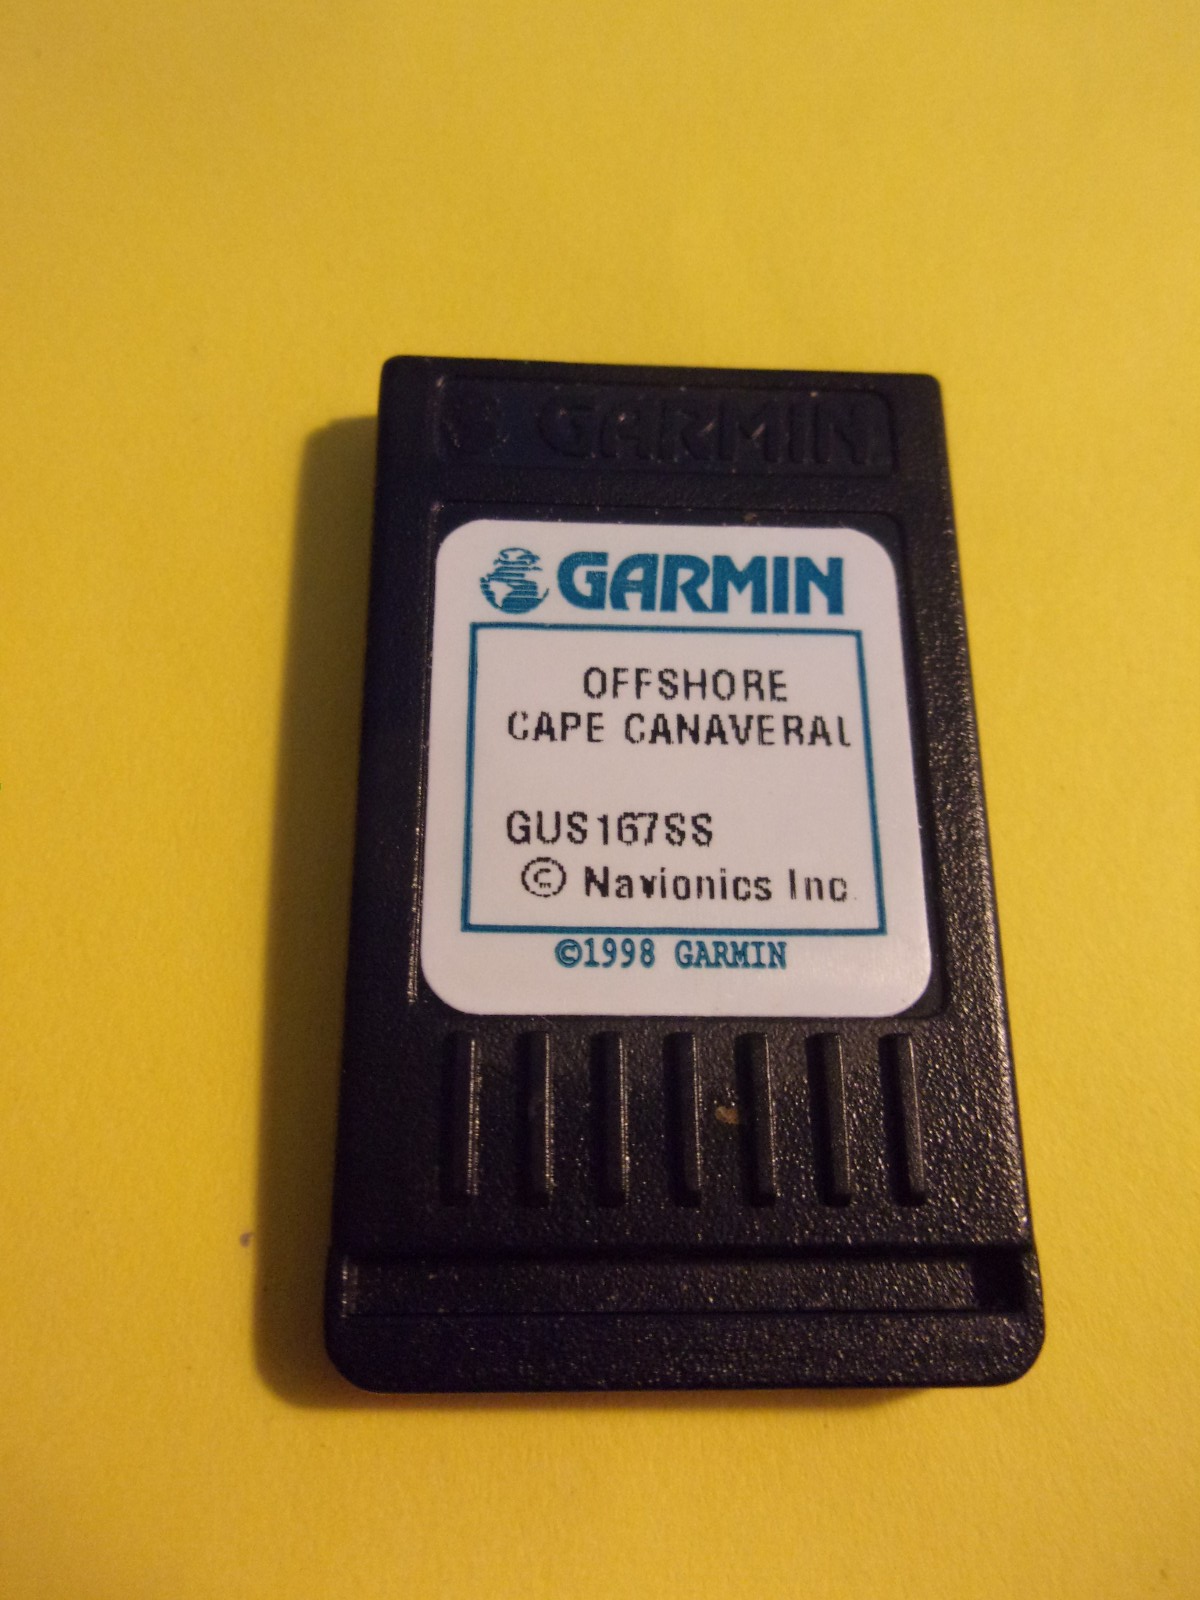 GARMIN
GARMIN
OFFSHORE
CAPE CANAVERAL
GUS167SS
© Navionics Inc.
©1998 GARMIN